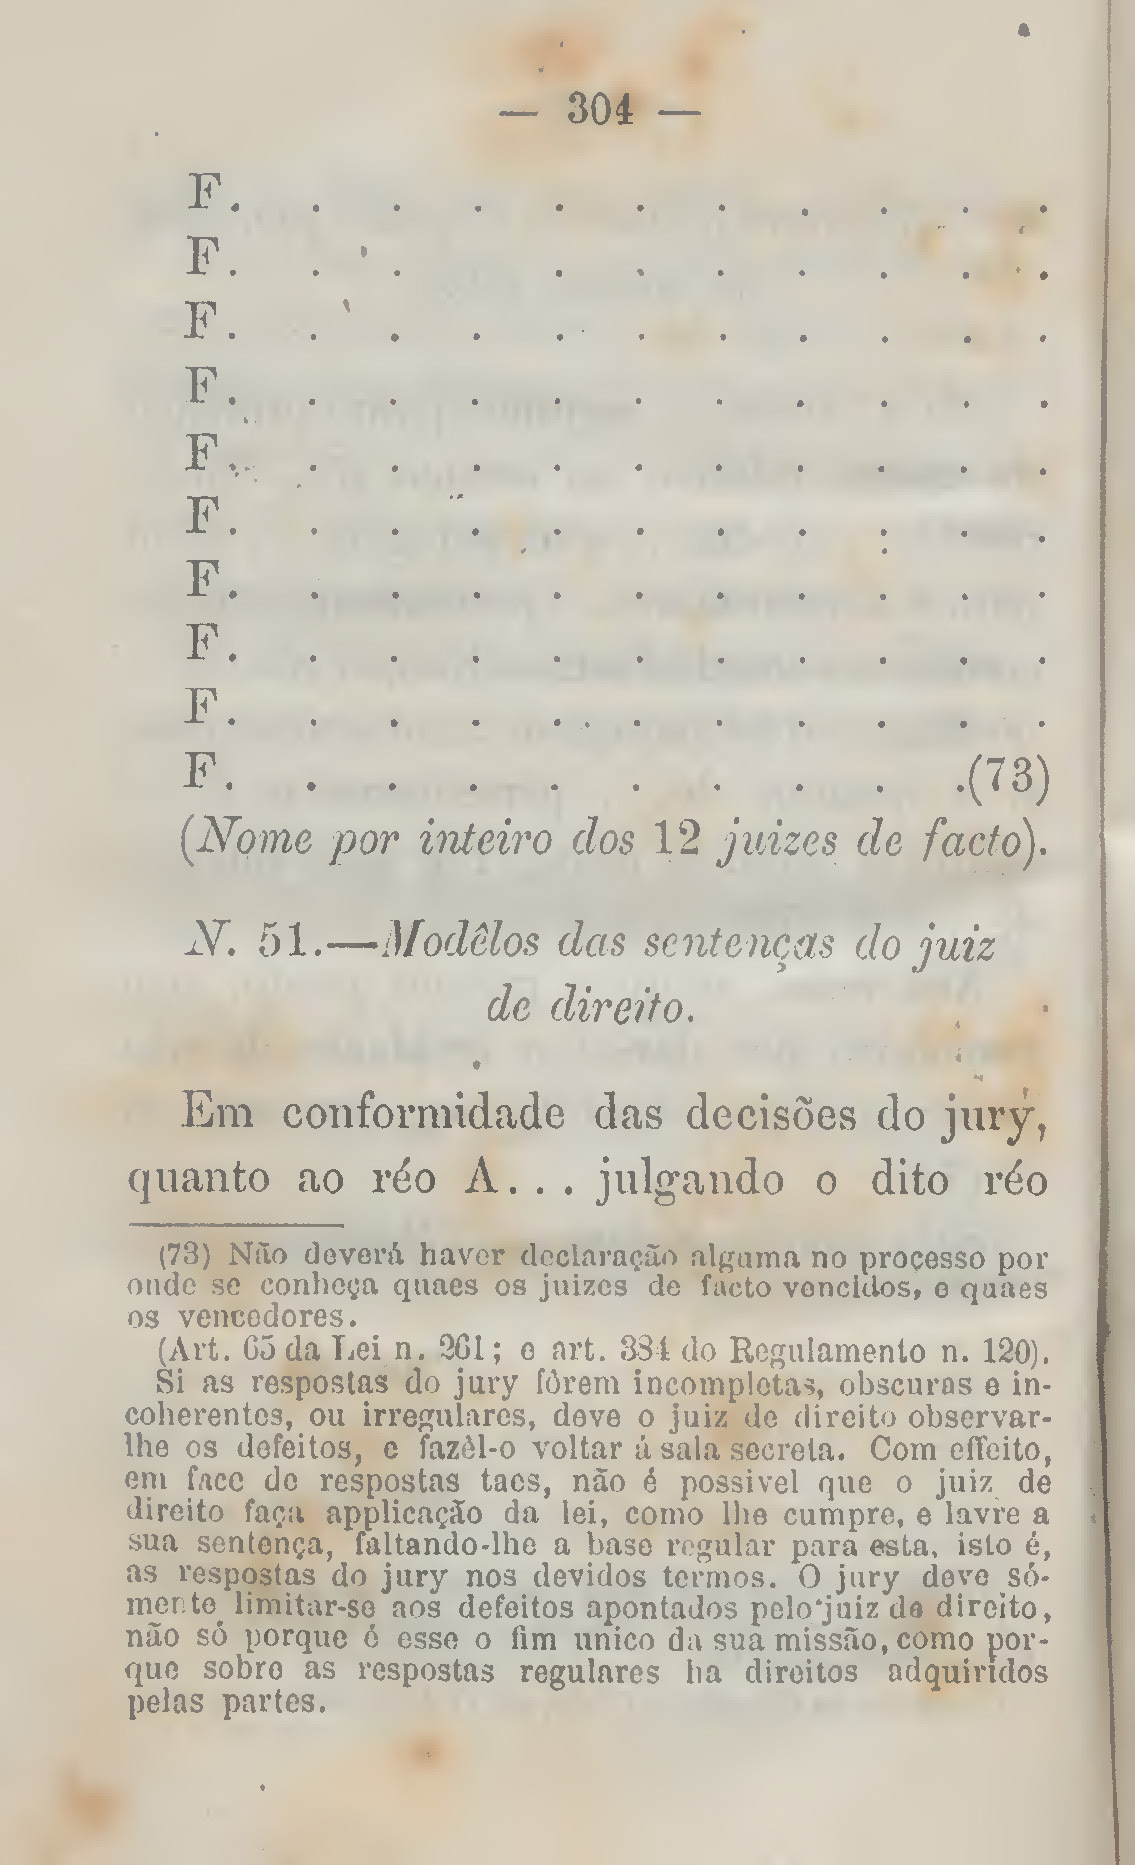 — 304 —
F. . . . . . . . . . .
F. . . . . . . . . .
F. . . . . . . . . .
F. . . . . . . . . . .
F. . . . . . . . . . .
F. . . . . . . . . . .
F. . . . . . . . . . .
F. . . . . . . . . . .
F. . . . . . . . . . .
F. . . . . . . . . .(73)
(Nome por inteiro dos 12 juizes de facto).
N. 51.—Modêlos das sentenças do juiz
de direito.
Em conformidade das decisões do jury,
quanto ao réo A... julgando o dito réo
(73) Não deverá haver declaração alguma no processo por
onde se conheça quaes os juizes de facto vencidos, e quaes
os vencedores.
(Art. 65 da Lei n. 261; e art. 384 do Regulamento n. 120).
Si as respostas do jury fôrem incompletas, obscuras e in-
coherentes, ou irregulares, deve o juiz de direito observar-
lhe os defeitos, e fazêl-o voltar á sala secreta. Com effeito,
em face de respostas taes, não é possivel que o juiz de
direito faça applicação da lei, como lhe cumpre, e lavre a
sua sentença, faltando-lhe a base regular para esta, isto é,
as respostas do jury nos devidos termos. O jury deve só-
mente limitar-se aos defeitos apontados pelo juiz de direito,
não só porque é esse o fim unico da sua missão, como por-
que sobre as respostas regulares ha direitos adquiridos
pelas partes.